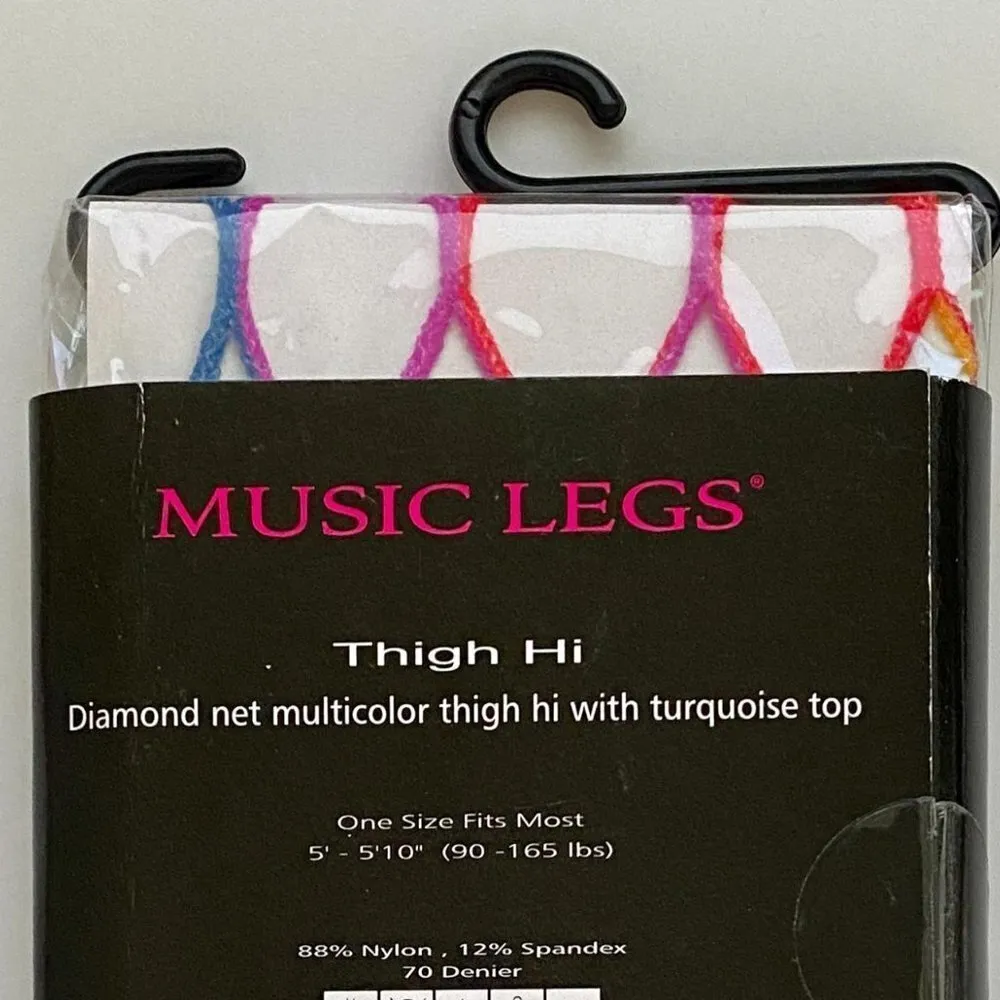 MUSIC LEGS®
Thigh Hi
Diamond net multicolor thigh hi with turquoise top
One Size Fits Most
5' - 5'10" (90 -165 lbs)
88% Nylon , 12% Spandex
70 Denier